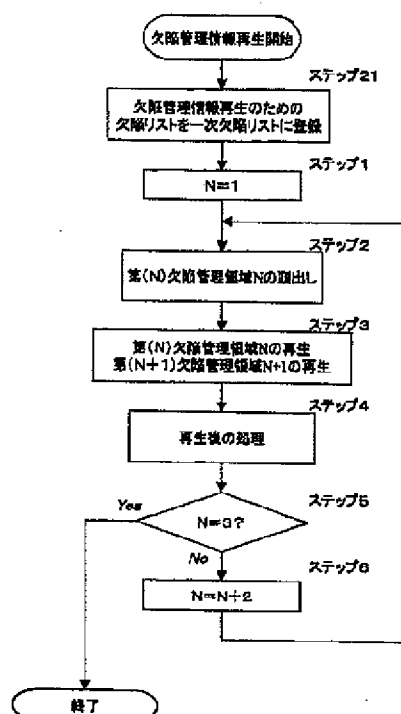 欠陥管理情報再生開始
ステップ21
欠陥管理情報再生のための
欠陥リストを一次欠陥リストに登録
ステップ1
N=1
ステップ2
第(N)欠陥管理領域Nの取出し
ステップ3
第(N)欠陥管理領域Nの再生
第(N+1)欠陥管理領域N+1の再生
ステップ4
再生後の処理
ステップ5
Yes
N=3?
No
ステップ6
N=N+2
終了